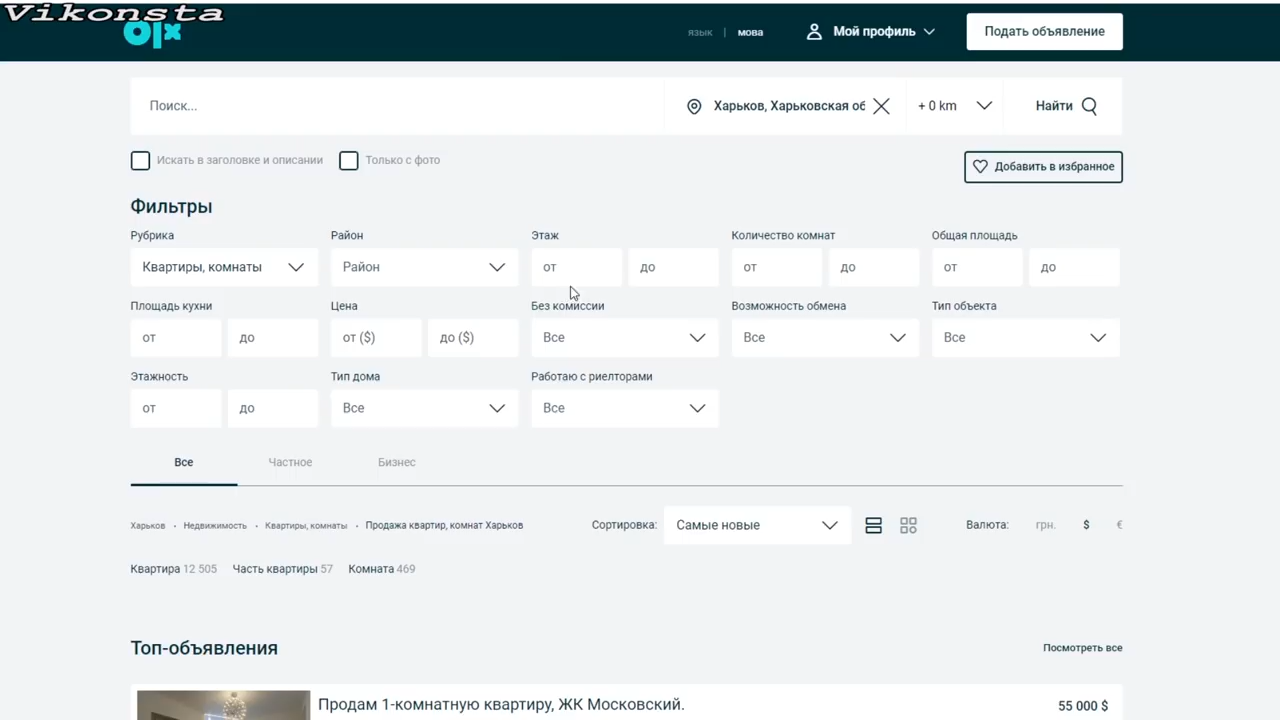 Vikonsta
olx
язык | мова
Мой профиль
Подать объявление
Поиск...
Харьков, Харьковская об
+ 0 km
Найти
Искать в заголовке и описании
Только с фото
Добавить в избранное
Фильтры
Рубрика
Район
Этаж
Количество комнат
Общая площадь
Квартиры, комнаты
Район
от
до
от
до
от
до
Площадь кухни
Цена
Без комиссии
Возможность обмена
Тип объекта
от
до
от ($)
до ($)
Все
Все
Все
Этажность
Тип дома
Работаю с риелторами
от
до
Все
Все
Все
Частное
Бизнес
Харьков • Недвижимость • Квартиры, комнаты • Продажа квартир, комнат Харьков
Сортировка:
Самые новые
Валюта: грн. $ €
Квартира 12 505 Часть квартиры 57 Комната 469
Топ-объявления
Посмотреть все
Продам 1-комнатную квартиру, ЖК Московский.
55 000 $